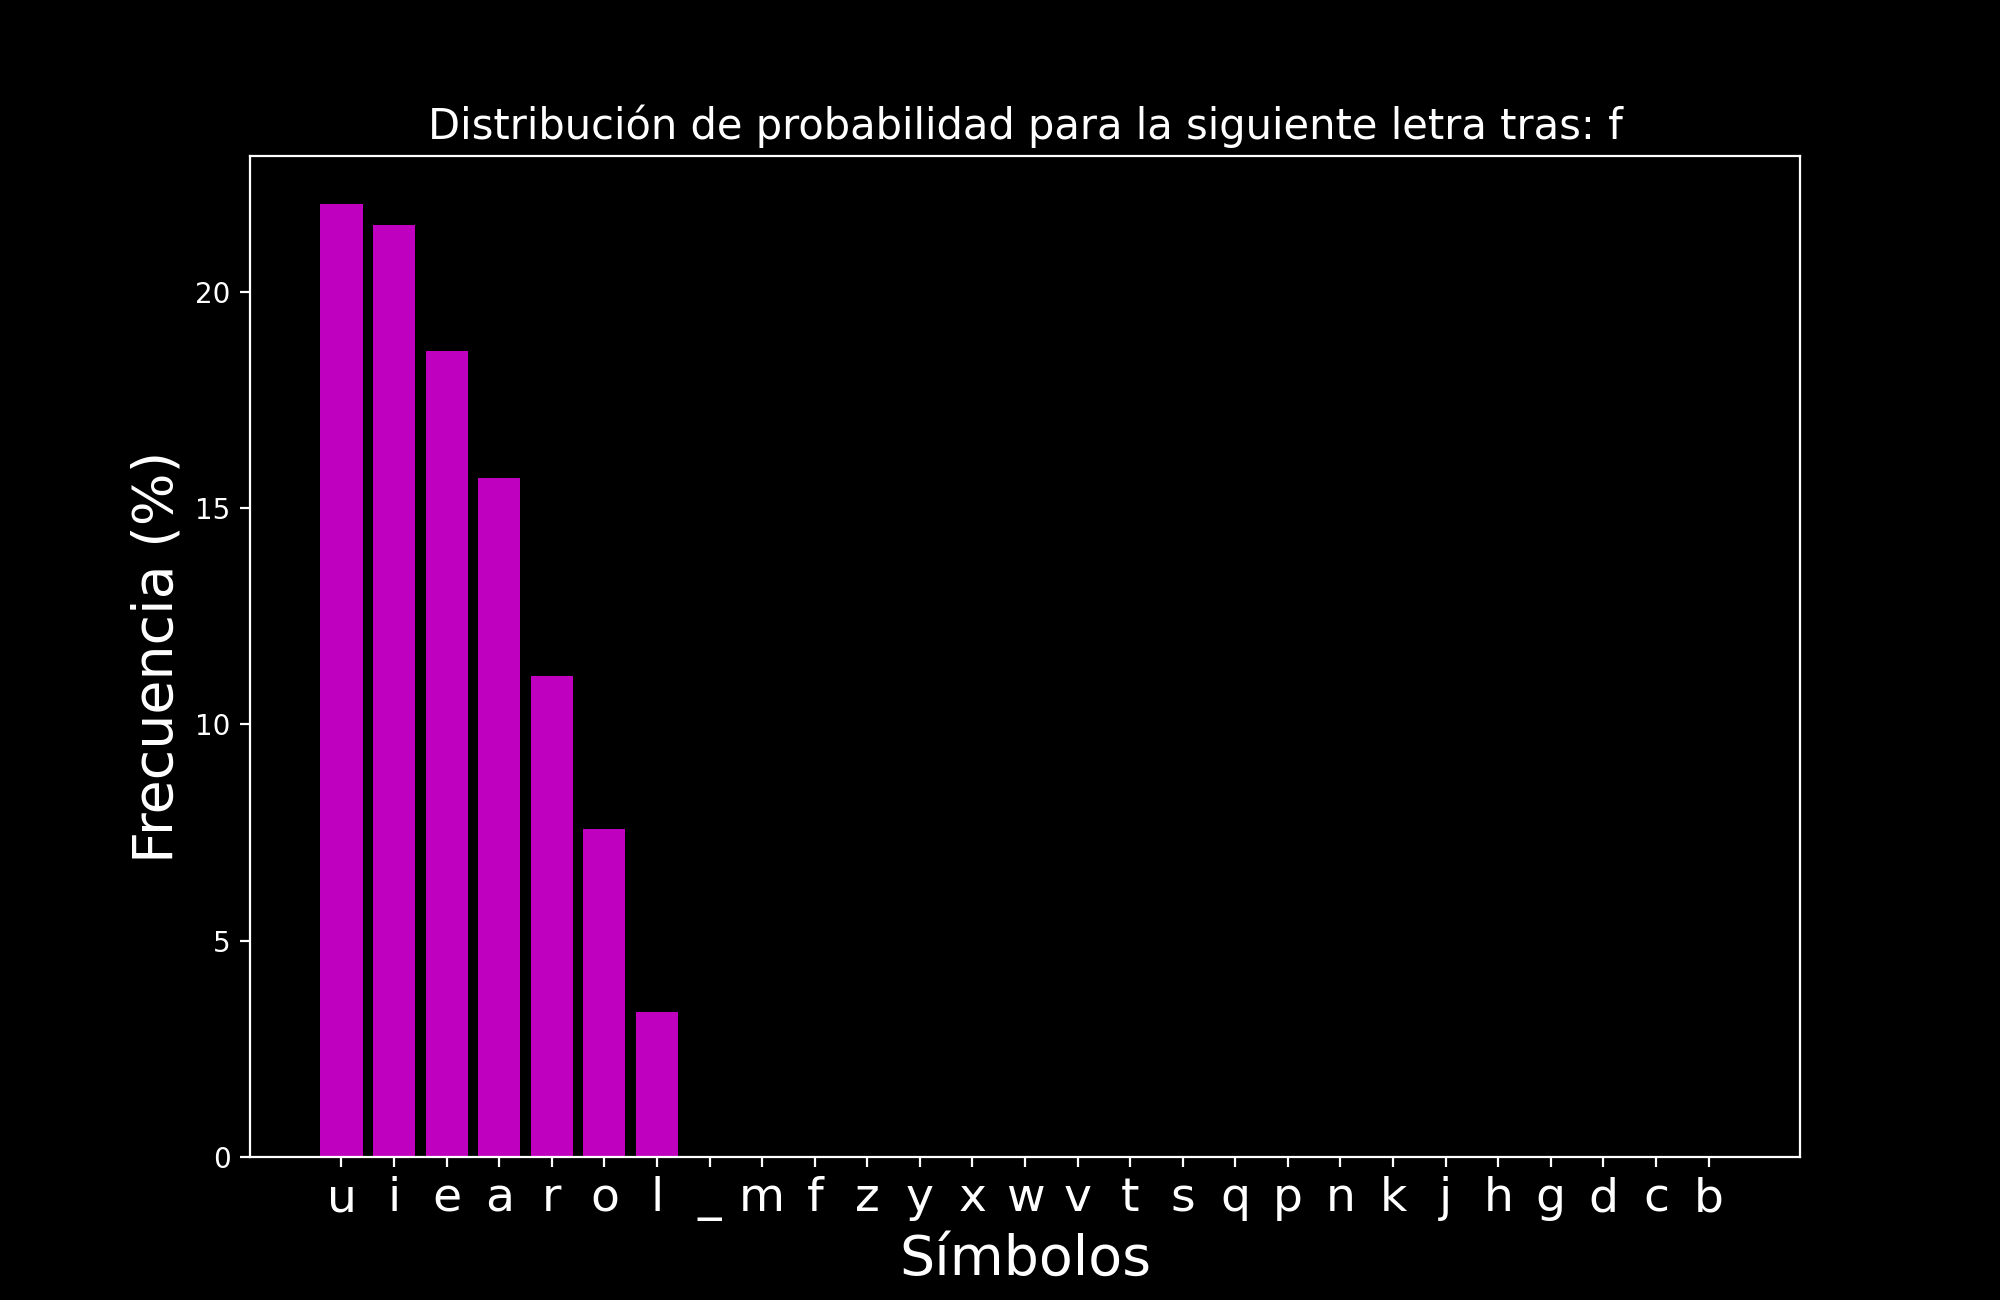 Distribución de probabilidad para la siguiente letra tras: f
Frecuencia (%)
20
15
10
5
0
u i e a r o l _ m f z y x w v t s q p n k j h g d c b
Símbolos